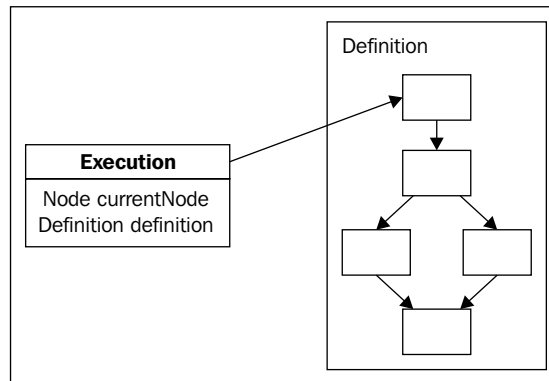 Definition
Execution
Node currentNode
Definition definition